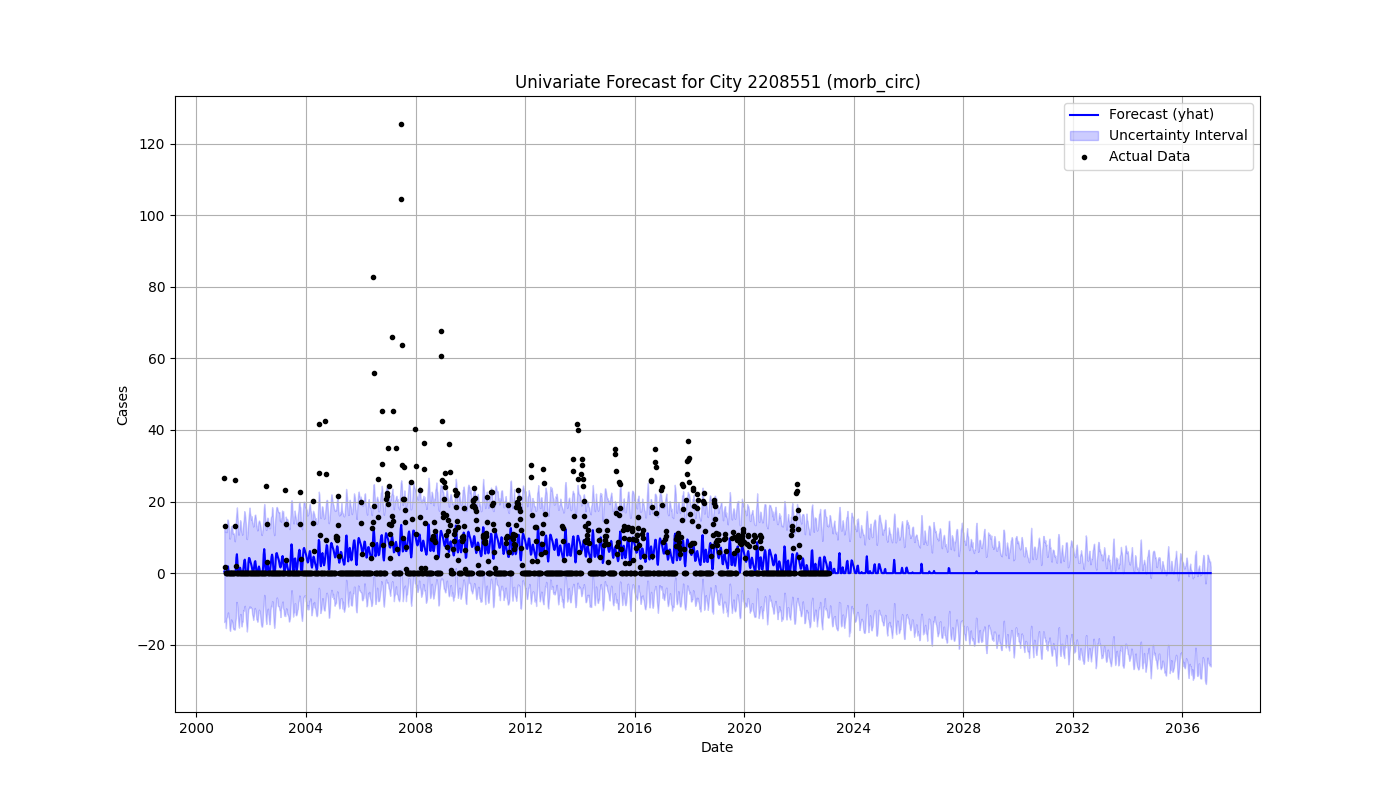 Univariate Forecast for City 2208551 (morb_circ)
Forecast (yhat)
Uncertainty Interval
Actual Data
Cases
120
100
80
60
40
20
0
−20
2000 2004 2008 2012 2016 2020 2024 2028 2032 2036
Date